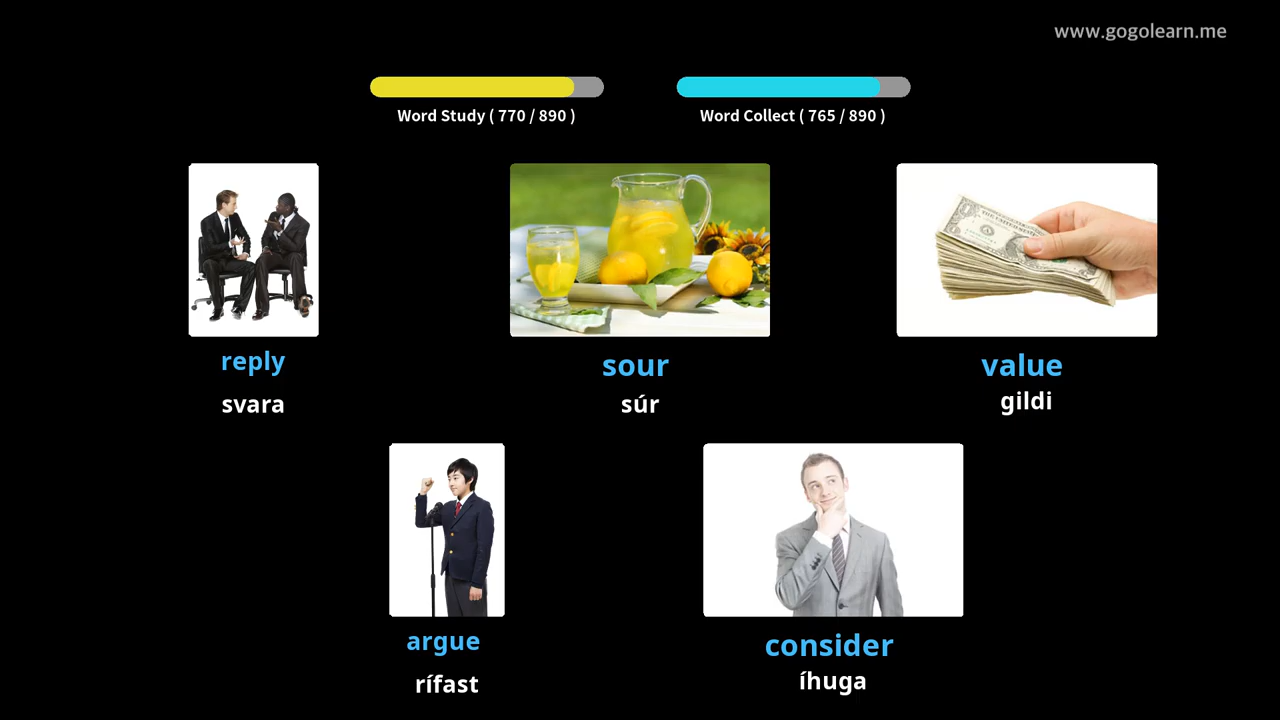 www.gogolearn.me
Word Study ( 770 / 890 )
Word Collect ( 765 / 890 )
reply
svara
sour
súr
value
gildi
argue
rífast
consider
íhuga